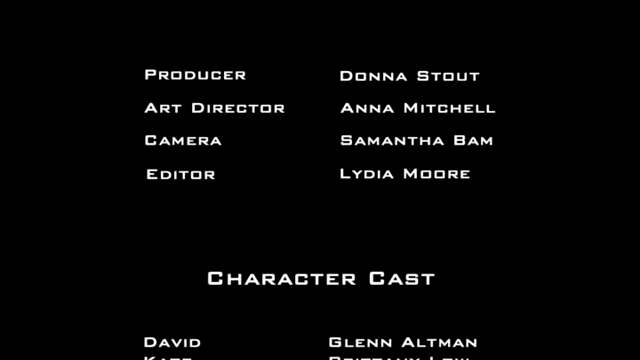 Producer Donna Stout
Art Director Anna Mitchell
Camera Samantha Bam
Editor Lydia Moore
Character Cast
David Glenn Altman